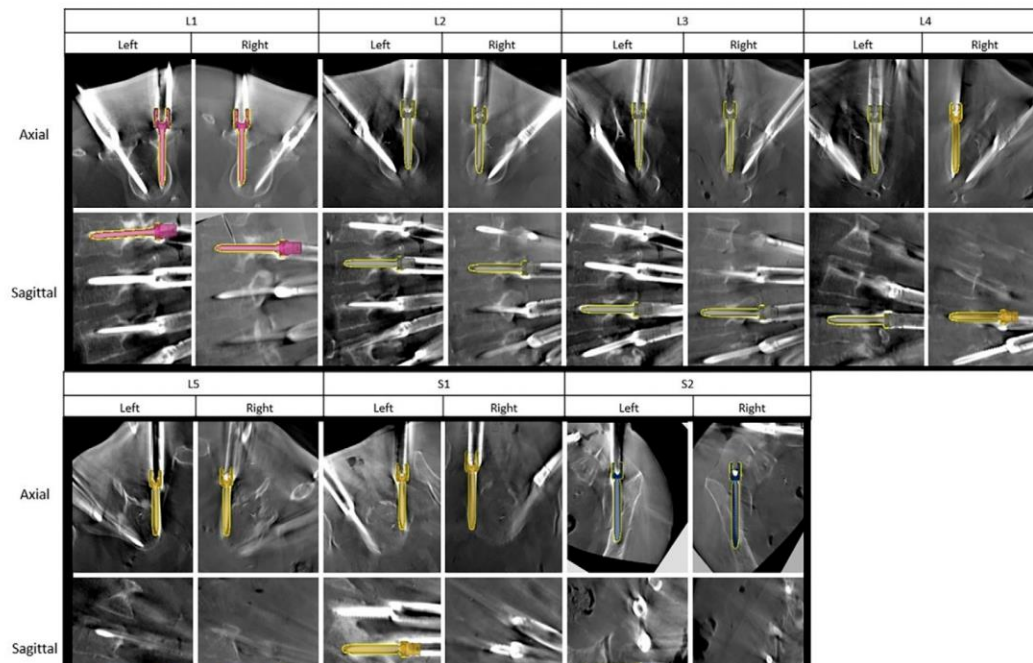 L1 L2 L3 L4
Left Right Left Right Left Right Left Right
Axial
Sagittal
L5 S1 S2
Left Right Left Right Left Right
Axial
Sagittal